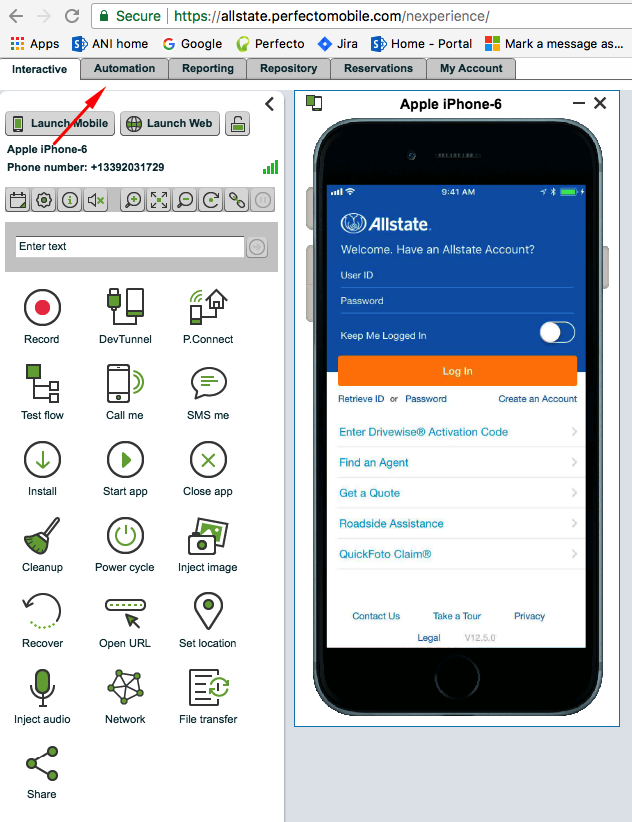 Secure https://allstate.perfectomobile.com/nexperience/
Apps ANI home Google Perfecto Jira Home - Portal Mark a message as...
Interactive Automation Reporting Repository Reservations My Account
Launch Mobile Launch Web
Apple iPhone-6
Phone number: +13392031729
Enter text
Record DevTunnel P.Connect
Test flow Call me SMS me
Install Start app Close app
Cleanup Power cycle Inject image
Recover Open URL Set location
Inject audio Network File transfer
Share
Apple iPhone-6
9:41 AM
Allstate.
Welcome. Have an Allstate Account?
User ID
Password
Keep Me Logged In
Log In
Retrieve ID or Password Create an Account
Enter Drivewise® Activation Code
Find an Agent
Get a Quote
Roadside Assistance
QuickFoto Claim®
Contact Us Take a Tour Privacy
Legal V12.5.0